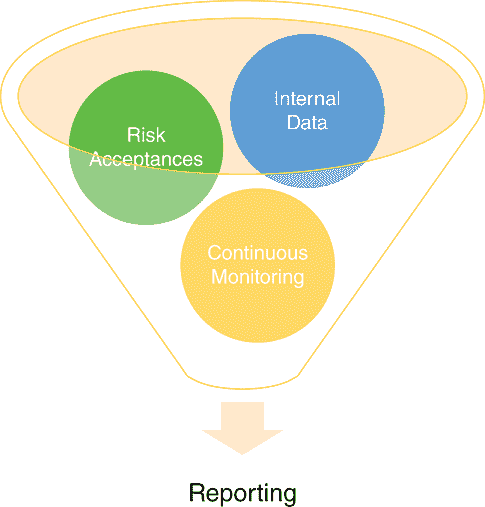 Internal
Data
Risk
Acceptances
Continuous
Monitoring
Reporting